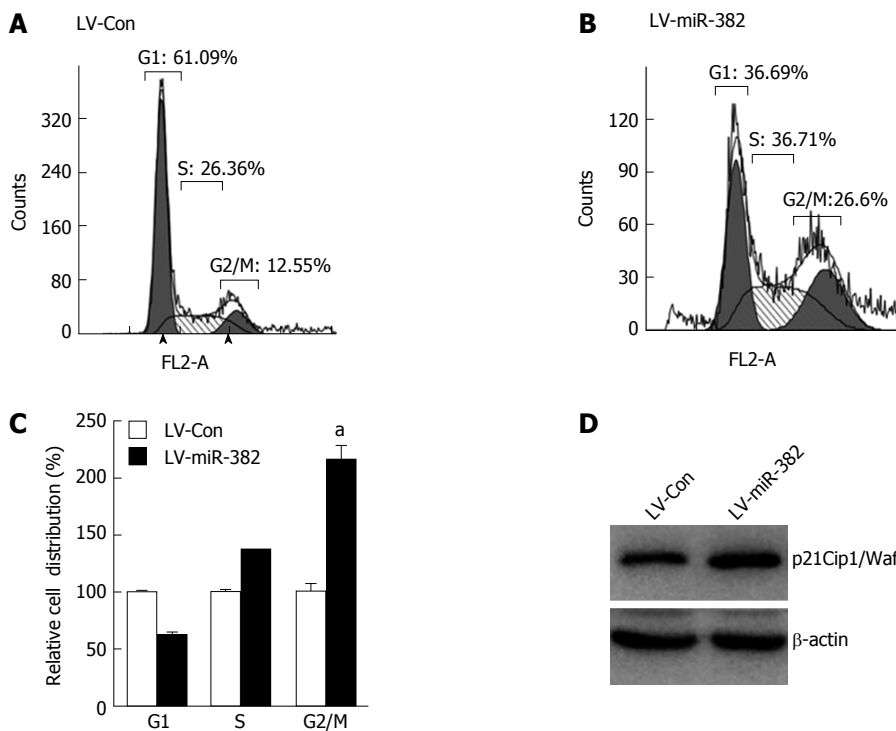 A
LV-Con
G1: 61.09%
S: 26.36%
G2/M: 12.55%
320
240
160
80
0
Counts
FL2-A
B
LV-miR-382
G1: 36.69%
S: 36.71%
G2/M:26.6%
120
90
60
30
0
Counts
FL2-A
C
250
200
150
100
50
0
Relative cell distribution (%)
LV-Con
LV-miR-382
a
G1
S
G2/M
D
LV-Con
LV-miR-382
p21Cip1/Waf
β-actin